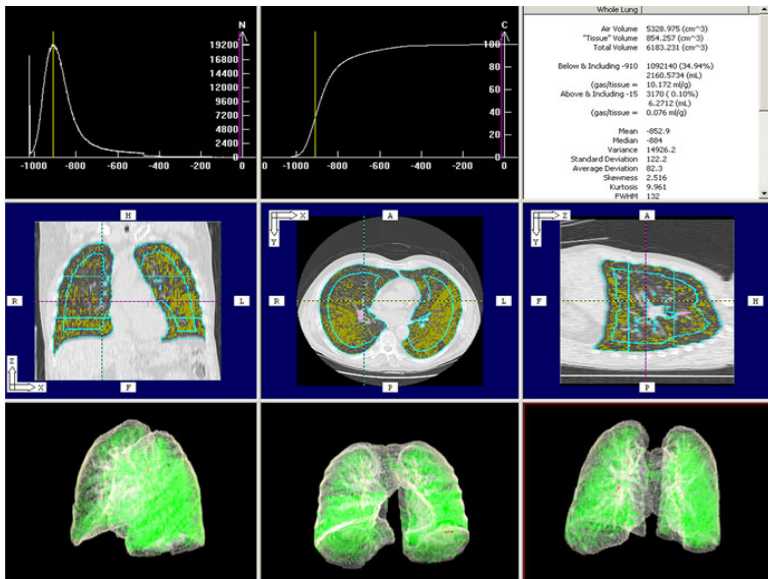 N
19200
16800
14400
12000
9600
7200
4800
2400
0
-1000 -800 -600 -400 -200
C
100
80
60
40
20
0
-1000 -800 -600 -400 -200
Whole Lung
Air Volume 5328.975 (cm^3)
"Tissue" Volume 854.257 (cm^3)
Total Volume 6183.231 (cm^3)
Below & Including -910 1092140 (34.94%)
2160.5734 (mL)
(gas/tissue = 10.172 ml/g)
Above & Including -15 3170 ( 0.10%)
6.2712 (mL)
(gas/tissue = 0.076 ml/g)
Mean -852.9
Median -884
Variance 14926.2
Standard Deviation 122.2
Average Deviation 82.3
Skewness 2.516
Kurtosis 9.961
FWHM 132
H
R
L
Z
X
F
X
Y
A
R
L
P
Z
Y
A
F
H
P